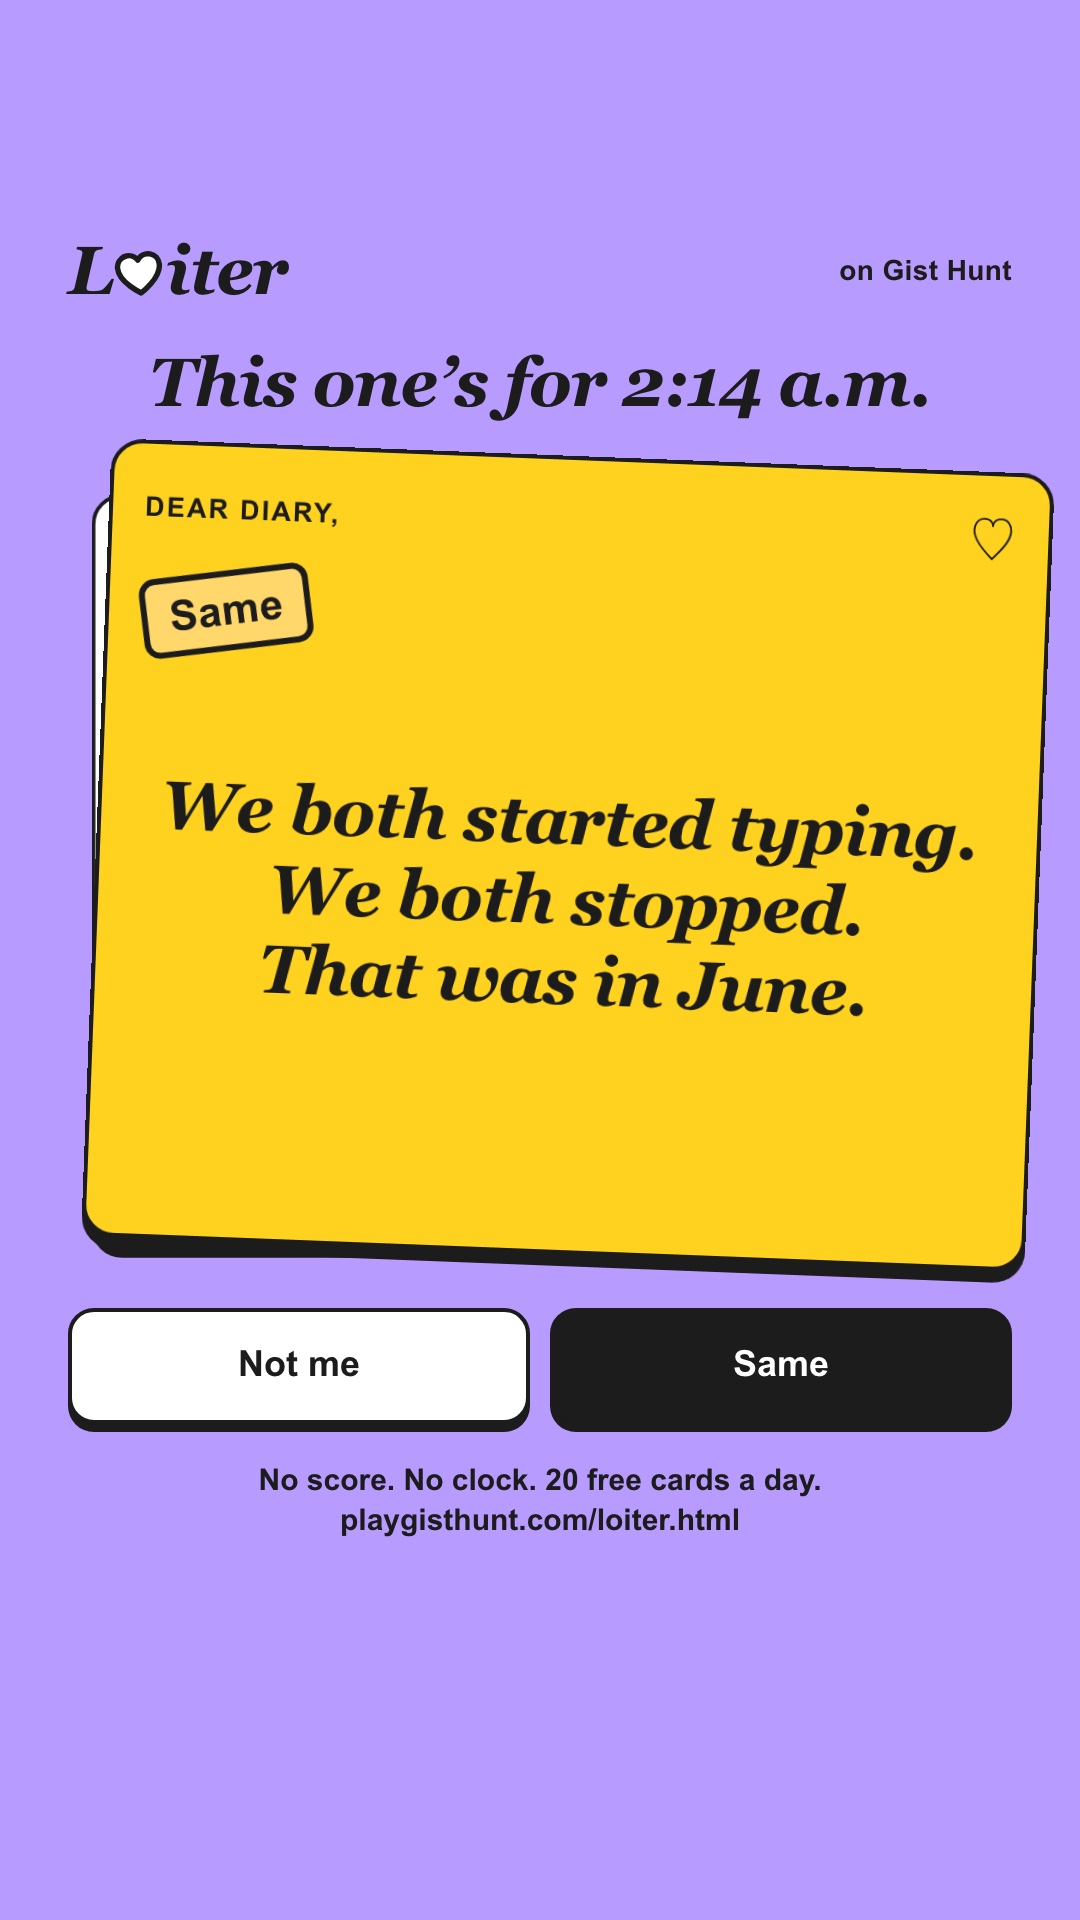 Loiter
on Gist Hunt
This one’s for 2:14 a.m.
DEAR DIARY,
Same
We both started typing.
We both stopped.
That was in June.
Not me
Same
No score. No clock. 20 free cards a day.
playgisthunt.com/loiter.html